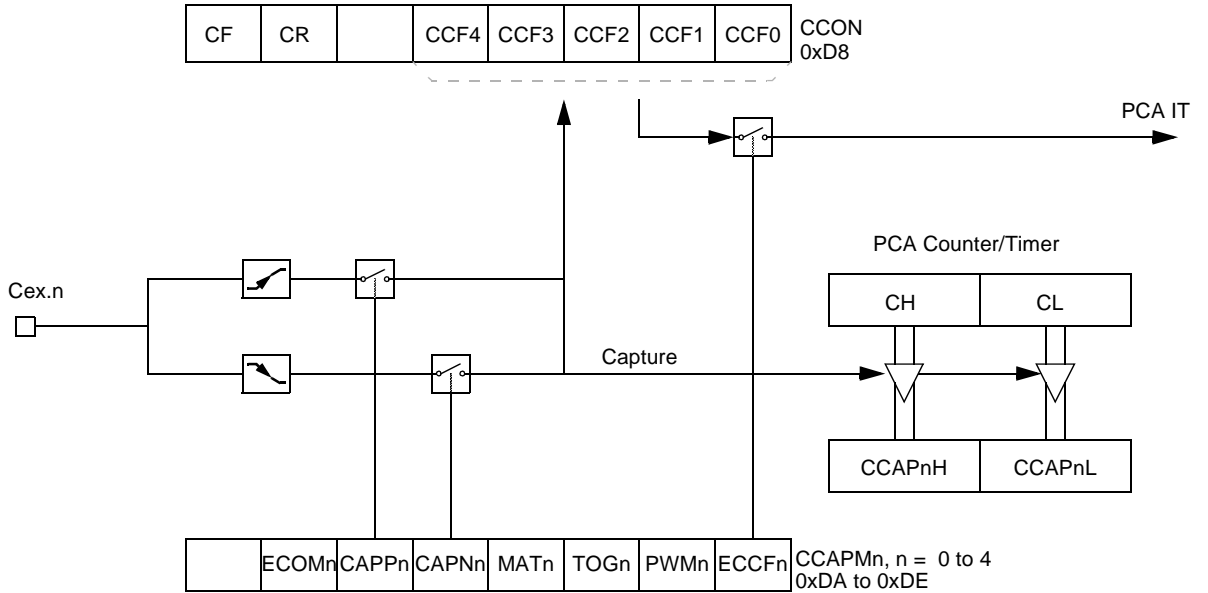 CF CR CCF4 CCF3 CCF2 CCF1 CCF0 CCON
0xD8
PCA IT
PCA Counter/Timer
Cex.n
CH CL
Capture
CCAPnH CCAPnL
ECOMn CAPPn CAPNn MATn TOGn PWMn ECCFn CCAPMn, n = 0 to 4
0xDA to 0xDE